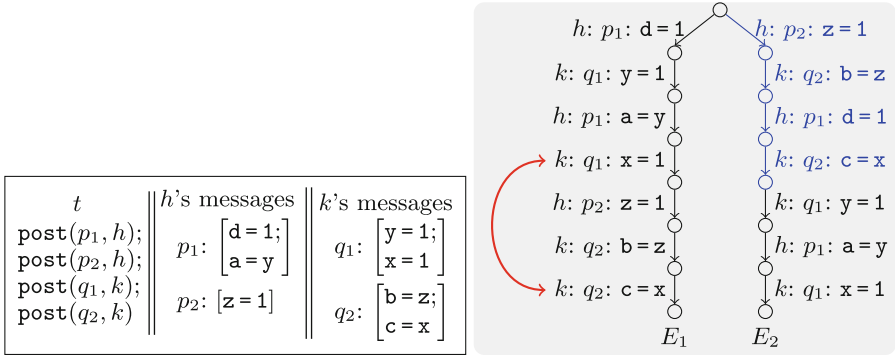 t h's messages k's messages
post(p₁, h); p₁: [d = 1; a = y] q₁: [y = 1; x = 1]
post(p₂, h);
post(q₁, k); p₂: [z = 1] q₂: [b = z; c = x]
post(q₂, k)
h: p₁: d = 1 h: p₂: z = 1
k: q₁: y = 1 k: q₂: b = z
h: p₁: a = y h: p₁: d = 1
k: q₁: x = 1 k: q₂: c = x
h: p₂: z = 1 k: q₁: y = 1
k: q₂: b = z h: p₁: a = y
k: q₂: c = x k: q₁: x = 1
E₁ E₂